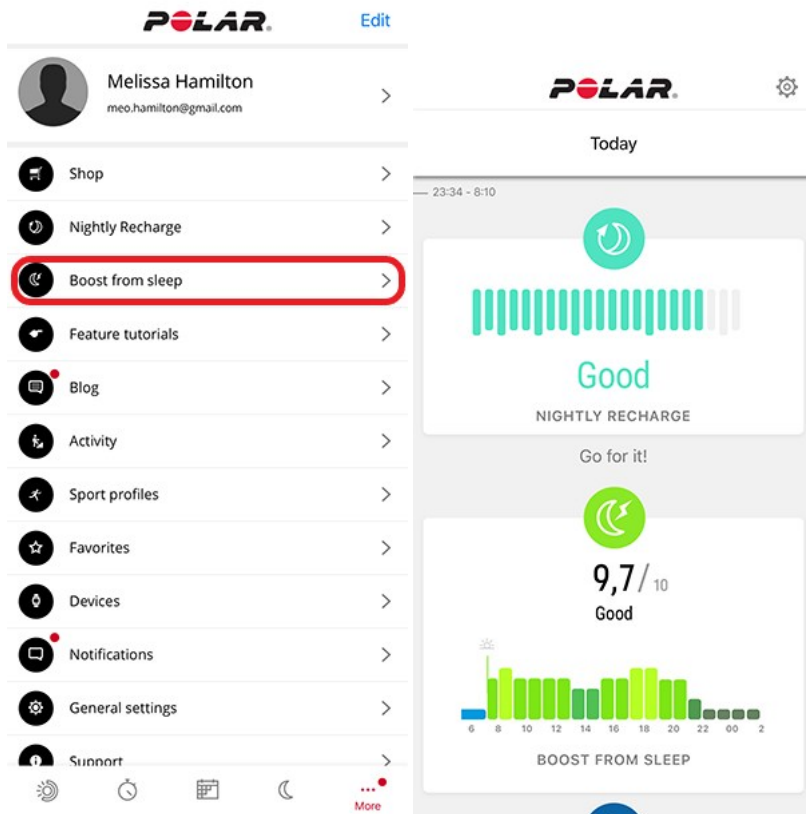 POLAR. Edit
Melissa Hamilton
meo.hamilton@gmail.com
Shop
Nightly Recharge
Boost from sleep
Feature tutorials
Blog
Activity
Sport profiles
Favorites
Devices
Notifications
General settings
Support
More
POLAR.
Today
23:34 - 8:10
Good
NIGHTLY RECHARGE
Go for it!
9,7/10
Good
6 8 10 12 14 16 18 20 22 00 2
BOOST FROM SLEEP